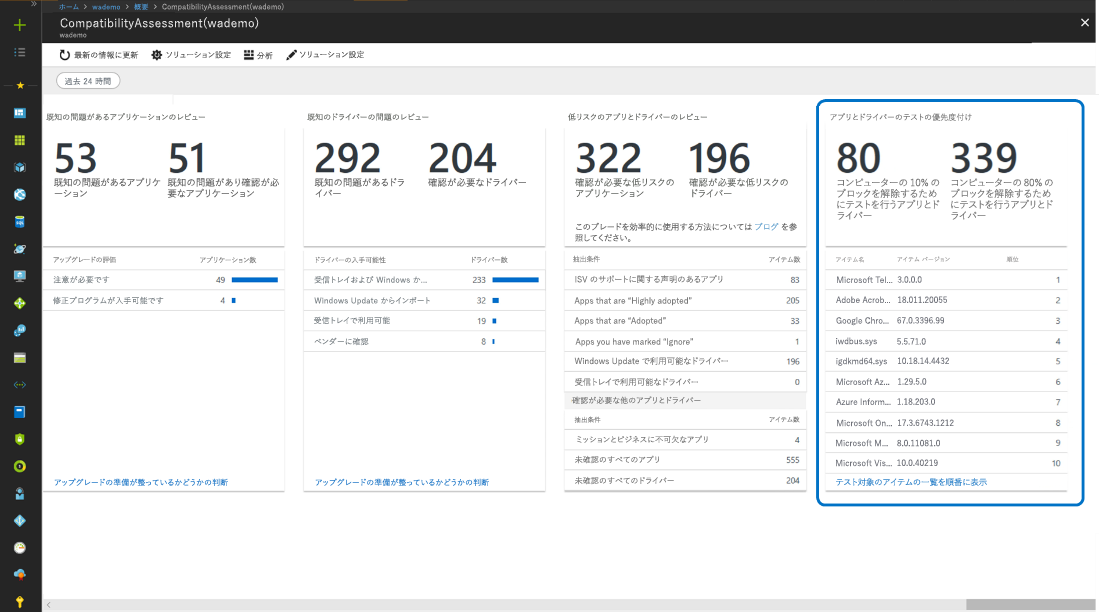 »
ホーム > wademo > 概要 > CompatibilityAssessment(wademo)
CompatibilityAssessment(wademo)
wademo
最新の情報に更新 ソリューション設定 分析 ソリューション設定
過去 24 時間
既知の問題があるアプリケーションのレビュー
53
既知の問題があるアプリケ
ーション
51
既知の問題があり確認が必
要なアプリケーション
アップグレードの評価 アプリケーション数
注意が必要です 49
修正プログラムが入手可能です 4
アップグレードの準備が整っているかどうかの判断
既知のドライバーの問題のレビュー
292
既知の問題があるドラ
イバー
204
確認が必要なドライバー
ドライバーの入手可能性 ドライバー数
受信トレイおよび Windows か... 233
Windows Update からインポート 32
受信トレイで利用可能 19
ベンダーに確認 8
アップグレードの準備が整っているかどうかの判断
低リスクのアプリとドライバーのレビュー
322
確認が必要な低リスクの
アプリケーション
196
確認が必要な低リスクの
ドライバー
このブレードを効率的に使用する方法については ブログ を参
照してください。
抽出条件 アイテム数
ISV のサポートに関する声明のあるアプリ 83
Apps that are "Highly adopted" 205
Apps that are "Adopted" 33
Apps you have marked "Ignore" 1
Windows Update で利用可能なドライバー 196
受信トレイで利用可能なドライバー 0
確認が必要な他のアプリとドライバー
抽出条件 アイテム数
ミッションとビジネスに不可欠なアプリ 4
未確認のすべてのアプリ 555
未確認のすべてのドライバー 204
アプリとドライバーのテストの優先度付け
80
コンピューターの 10% の
ブロックを解除するため
にテストを行うアプリとド
ライバー
339
コンピューターの 80% の
ブロックを解除するため
にテストを行うアプリとド
ライバー
アイテム名 アイテム バージョン 順位
Microsoft Tel... 3.0.0.0 1
Adobe Acrob... 18.011.20055 2
Google Chro... 67.0.3396.99 3
iwdbus.sys 5.5.71.0 4
igdkmd64.sys 10.18.14.4432 5
Microsoft Az... 1.29.5.0 6
Azure Inform... 1.18.203.0 7
Microsoft On... 17.3.6743.1212 8
Microsoft M... 8.0.11081.0 9
Microsoft Vis... 10.0.40219 10
テスト対象のアイテムの一覧を順番に表示